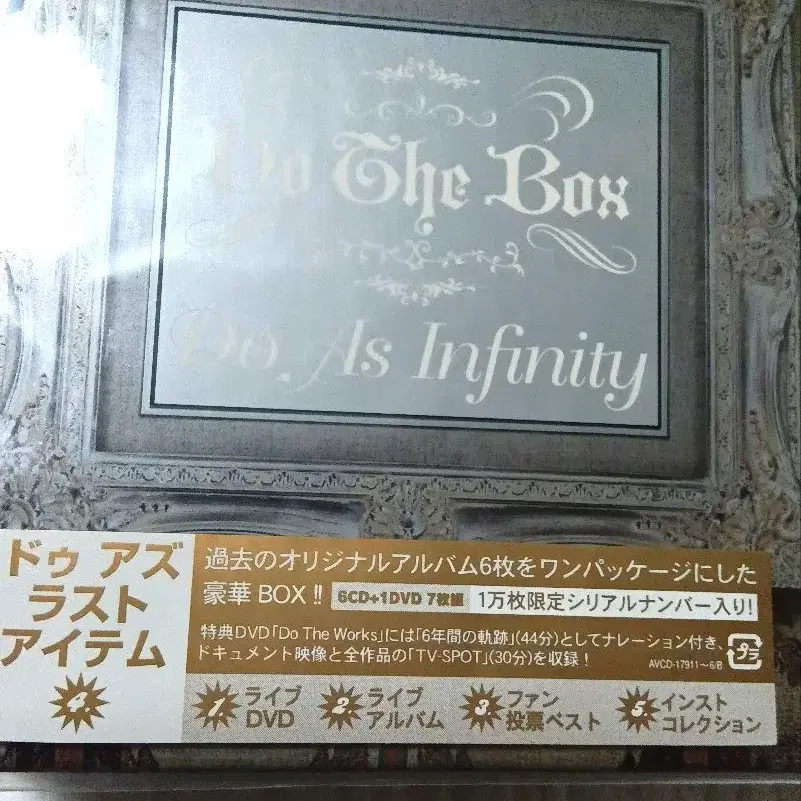 Do The Box
Do As Infinity
ドゥ アズ
ラスト
アイテム
4
過去のオリジナルアルバム6枚をワンパッケージにした
豪華 BOX !! 6CD+1DVD 7枚組 1万枚限定シリアルナンバー入り!
特典DVD「Do The Works」には「6年間の軌跡」(44分)としてナレーション付き、
ドキュメント映像と全作品の「TV-SPOT」(30分)を収録!
プラ
AVCD-17911〜6/B
1 ライブ
DVD
2 ライブ
アルバム
3 ファン
投票ベスト
5 インスト
コレクション